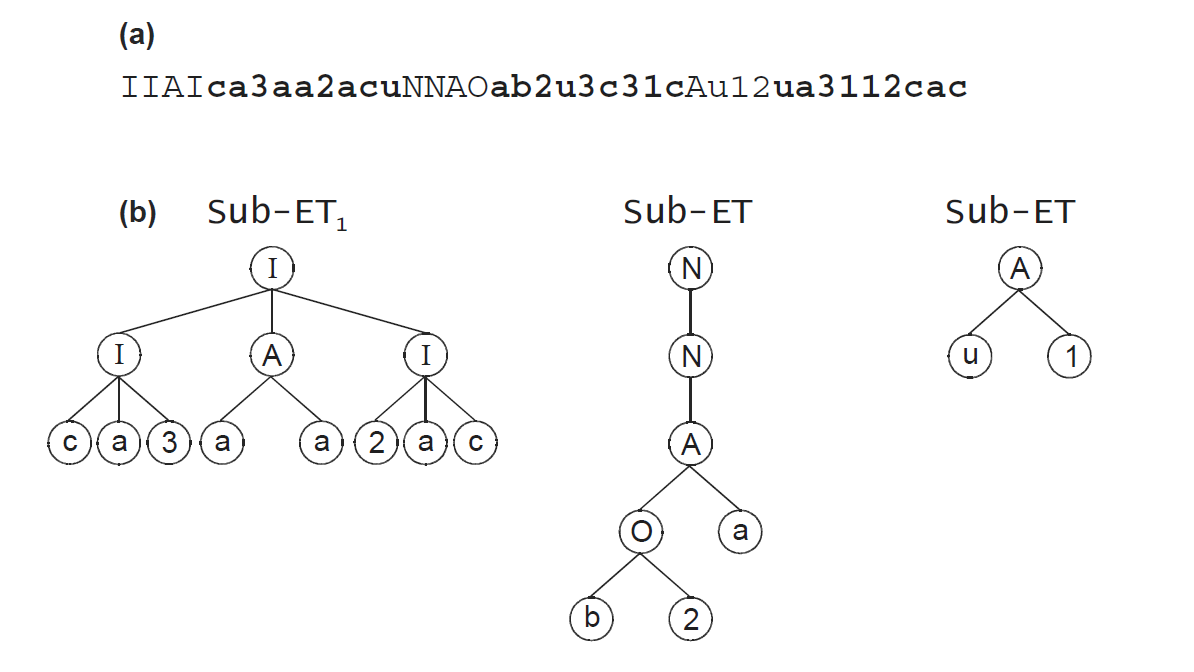 (a)
IIAIca3aa2acuNNAOab2u3c31cAu12ua3112cac
(b) Sub-ET1 Sub-ET Sub-ET
I N A
I A I N u 1
c a 3 a a 2 a c A
O a
b 2